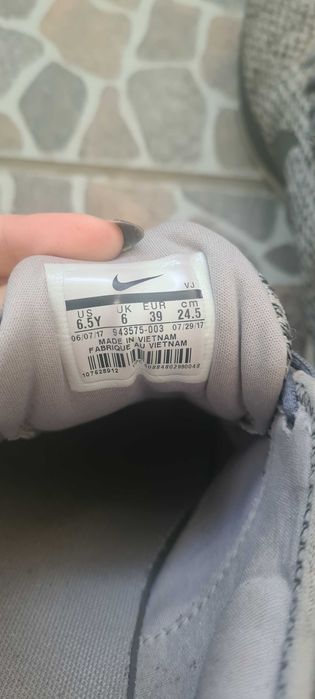 VJ
US UK EUR cm
6.5Y 6 39 24.5
06/07/17 943575-003 07/29/17
MADE IN VIETNAM
FABRIQUE AU VIETNAM
107628912